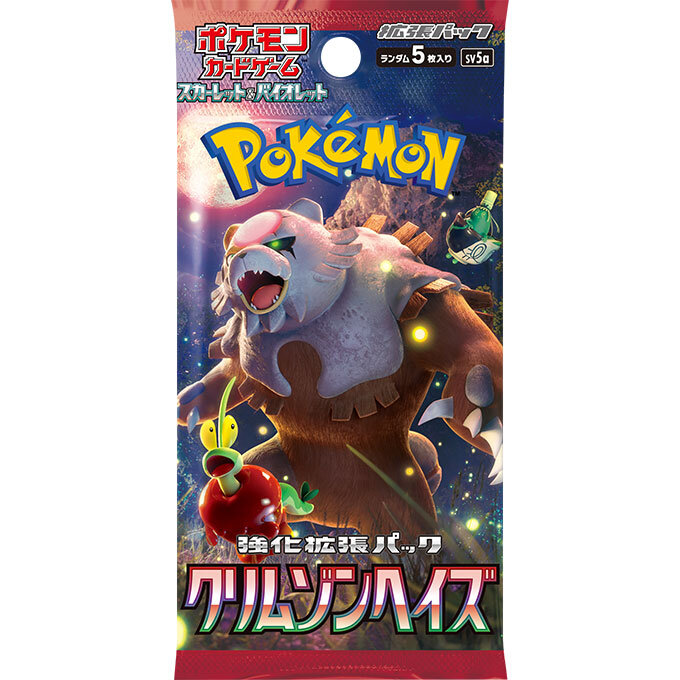 ポケモン
カードゲーム
スカーレット&バイオレット
拡張パック
ランダム5枚入り
SV5a
POKéMON
強化拡張パック
クリムゾンヘイズ